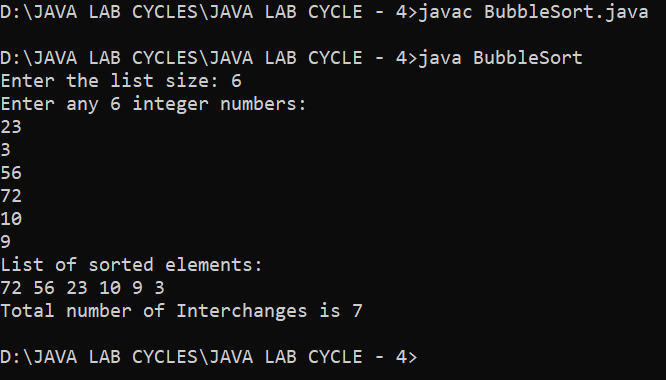 D:\JAVA LAB CYCLES\JAVA LAB CYCLE - 4>javac BubbleSort.java
D:\JAVA LAB CYCLES\JAVA LAB CYCLE - 4>java BubbleSort
Enter the list size: 6
Enter any 6 integer numbers:
23
3
56
72
10
9
List of sorted elements:
72 56 23 10 9 3
Total number of Interchanges is 7
D:\JAVA LAB CYCLES\JAVA LAB CYCLE - 4>